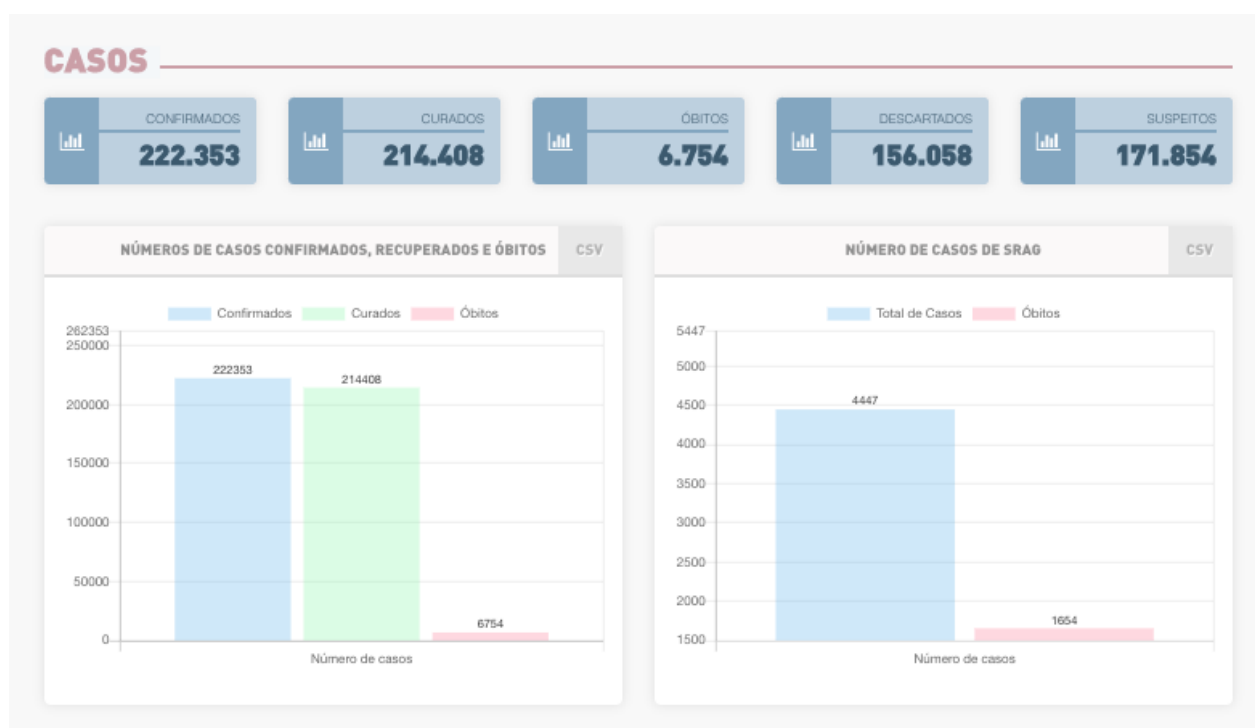 CASOS
CONFIRMADOS
222.353
CURADOS
214.408
ÓBITOS
6.754
DESCARTADOS
156.058
SUSPEITOS
171.854
NÚMEROS DE CASOS CONFIRMADOS, RECUPERADOS E ÓBITOS
CSV
Confirmados Curados Óbitos
262353
250000
200000
150000
100000
50000
0
222353
214408
6754
Número de casos
NÚMERO DE CASOS DE SRAG
CSV
Total de Casos Óbitos
5447
5000
4500
4000
3500
3000
2500
2000
1500
4447
1654
Número de casos